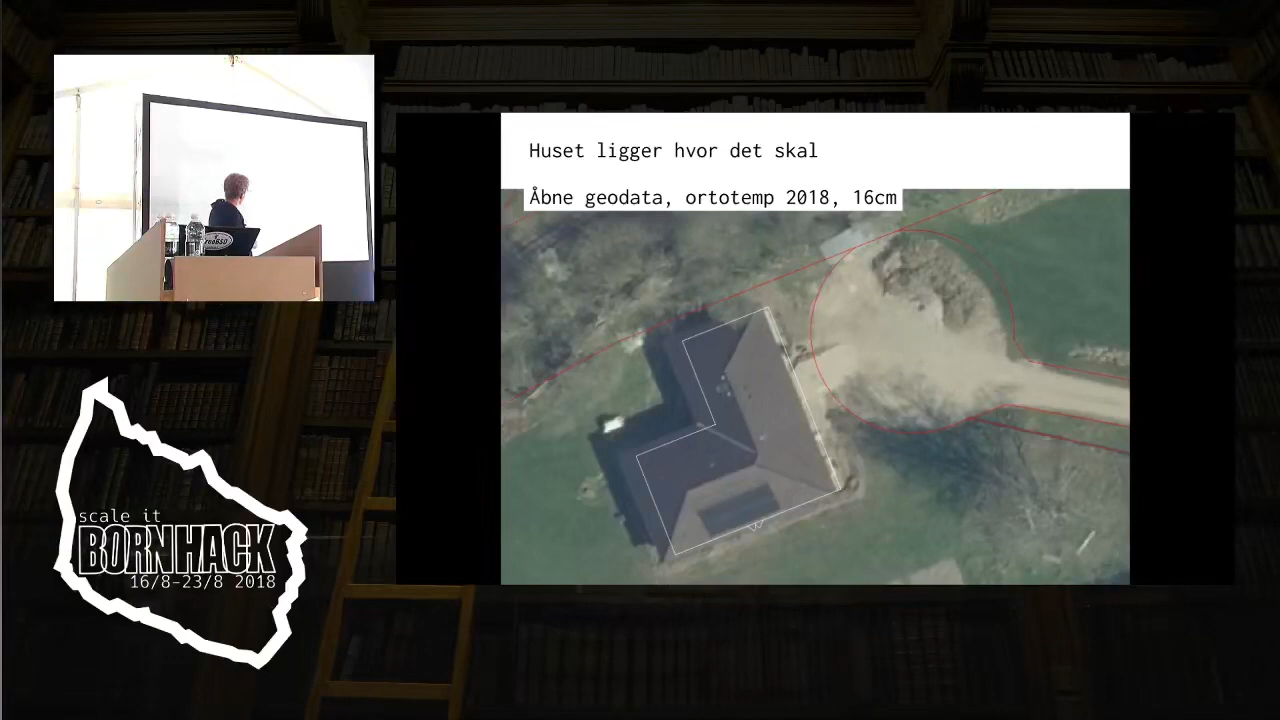 Huset ligger hvor det skal
Åbne geodata, ortotemp 2018, 16cm
scale it
BORNHACK
16/8-23/8 2018